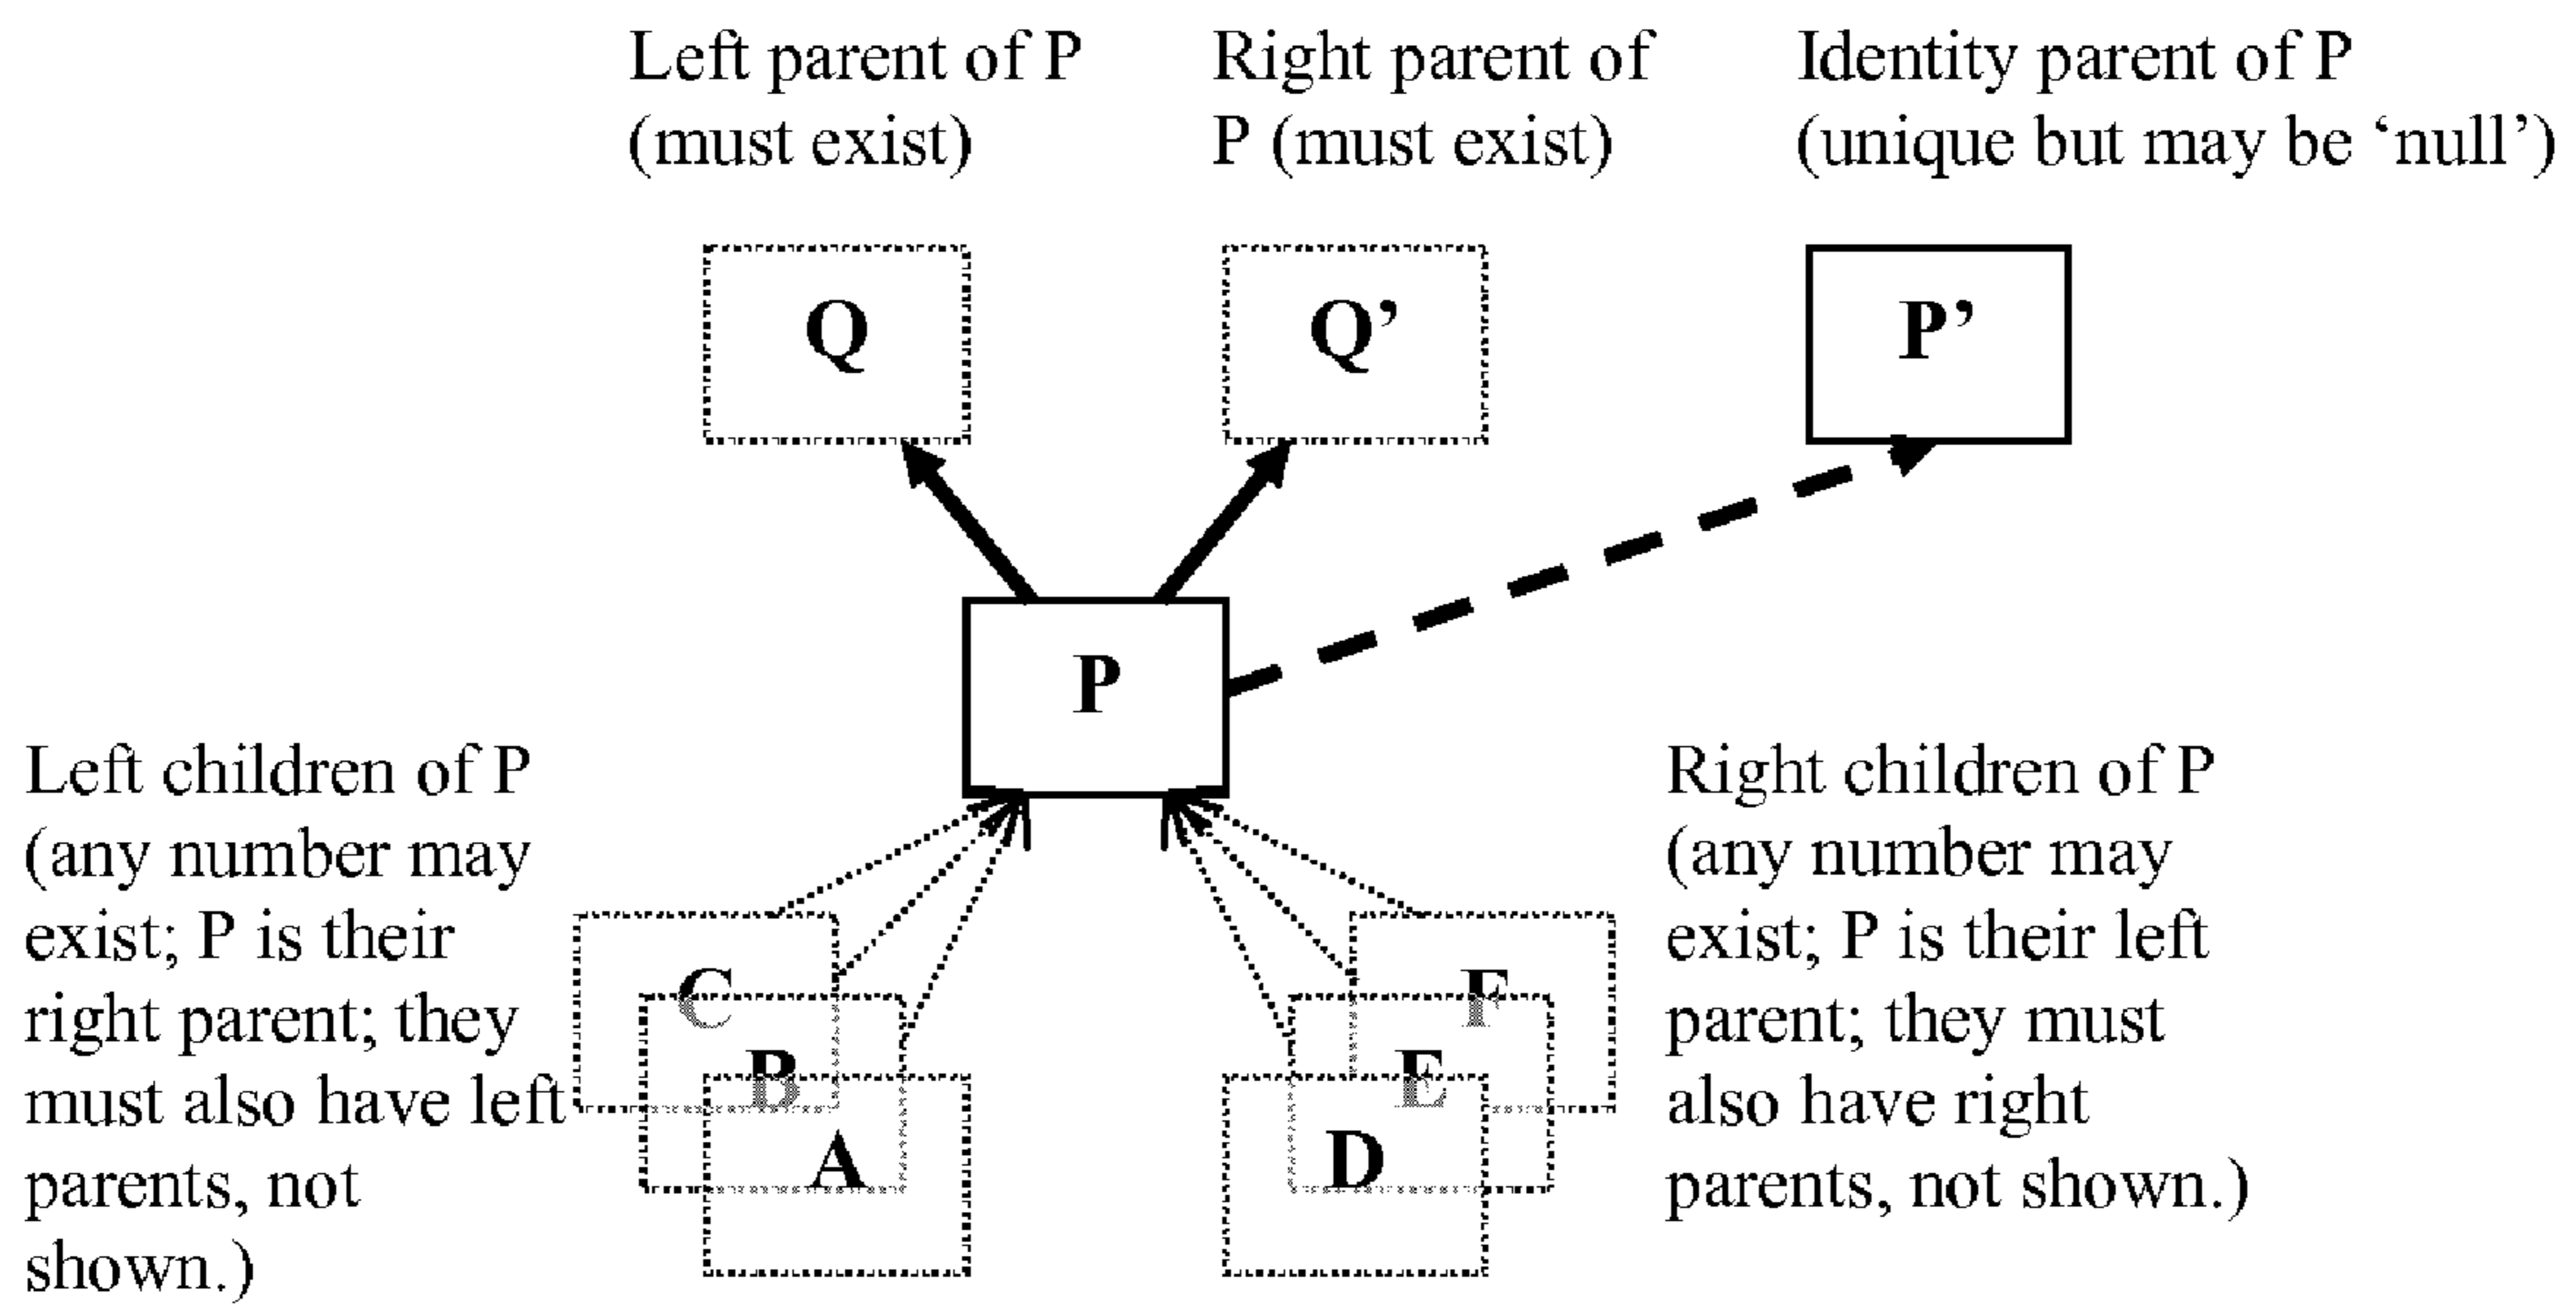 Left parent of P
(must exist)
Right parent of
P (must exist)
Identity parent of P
(unique but may be ‘null’)
Q
Q’
P’
P
Left children of P
(any number may
exist; P is their
right parent; they
must also have left
parents, not
shown.)
C
B
A
F
E
D
Right children of P
(any number may
exist; P is their left
parent; they must
also have right
parents, not shown.)